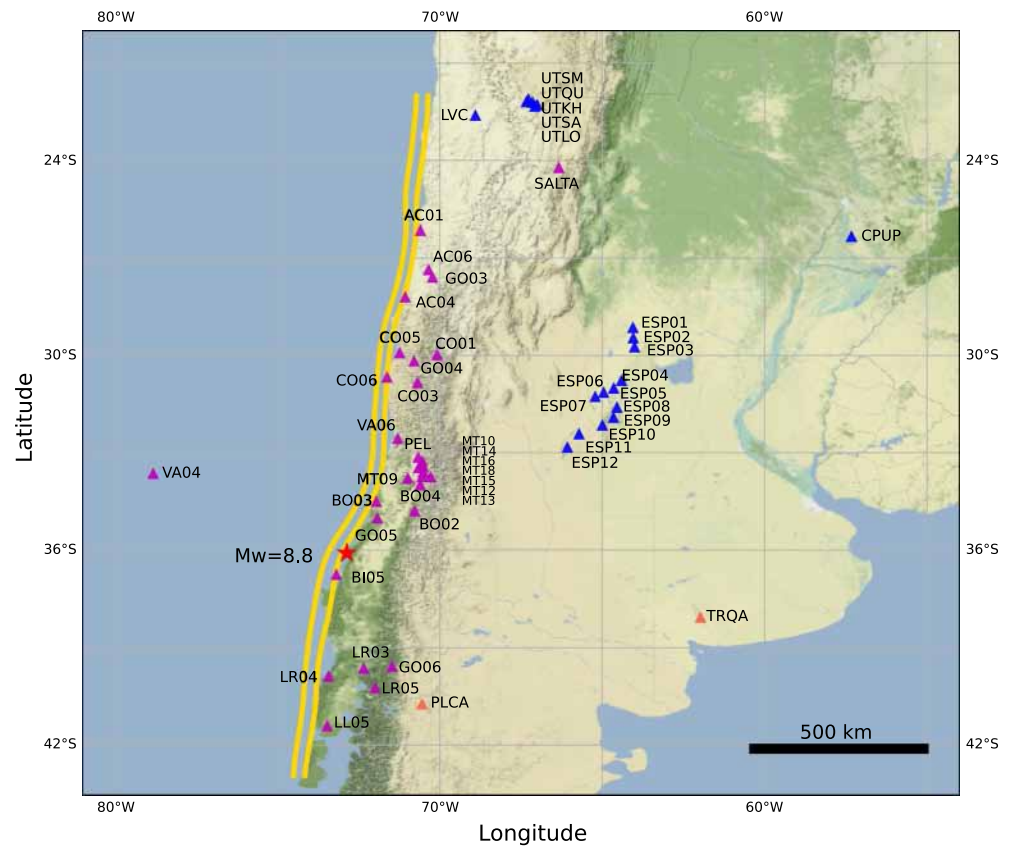 80°W 70°W 60°W
UTSM
UTQU
LVC UTKH
UTSA
UTLO
24°S 24°S
SALTA
AC01
CPUP
AC06
GO03
AC04
ESP01
CO05 ESP02
CO01 ESP03
30°S 30°S
GO04
CO06 ESP06 ESP04
CO03 ESP05
ESP07 ESP08
VA06 ESP09
PEL MT10 ESP10
MT14 ESP11
MT16 ESP12
VA04 MT18
MT09 MT15
BO04 MT12
BO03 MT13
BO02
GO05
36°S 36°S
Mw=8.8
BI05
TRQA
LR03
GO06
LR04
LR05
PLCA
LL05
500 km
42°S 42°S
80°W 70°W 60°W
Longitude
Latitude